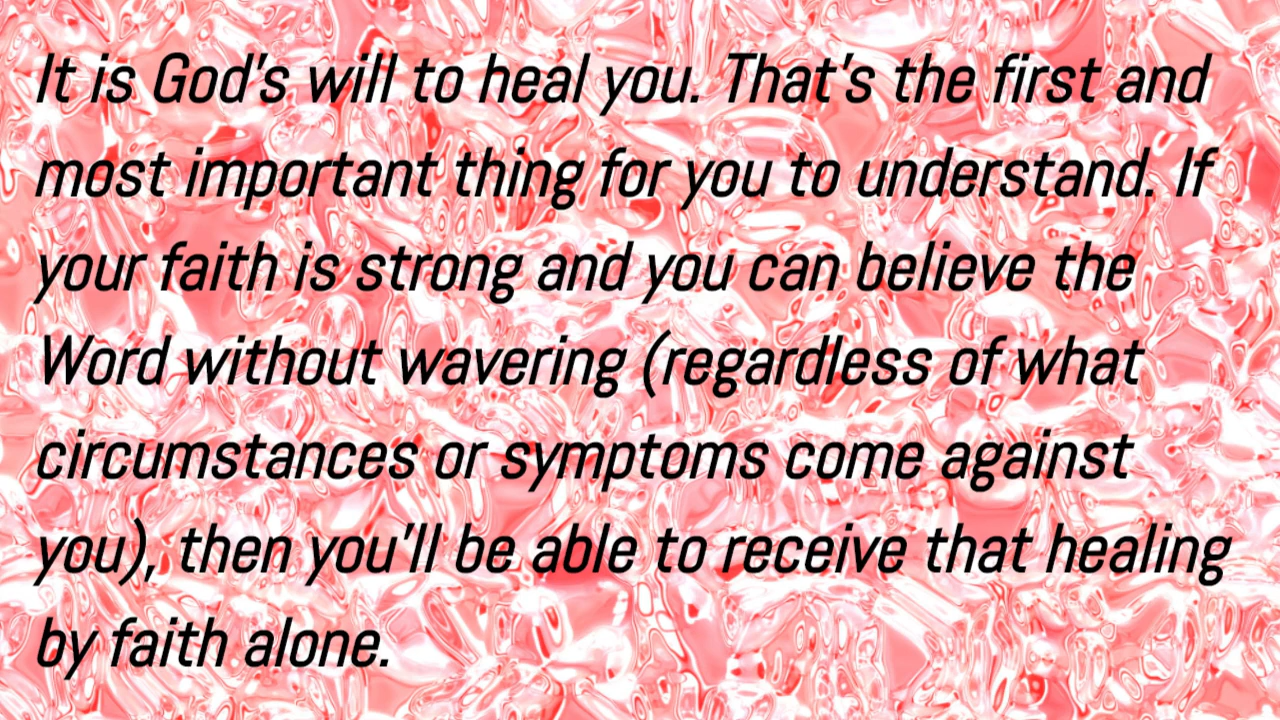 It is God's will to heal you. That's the first and
most important thing for you to understand. If
your faith is strong and you can believe the
Word without wavering (regardless of what
circumstances or symptoms come against
you), then you'll be able to receive that healing
by faith alone.